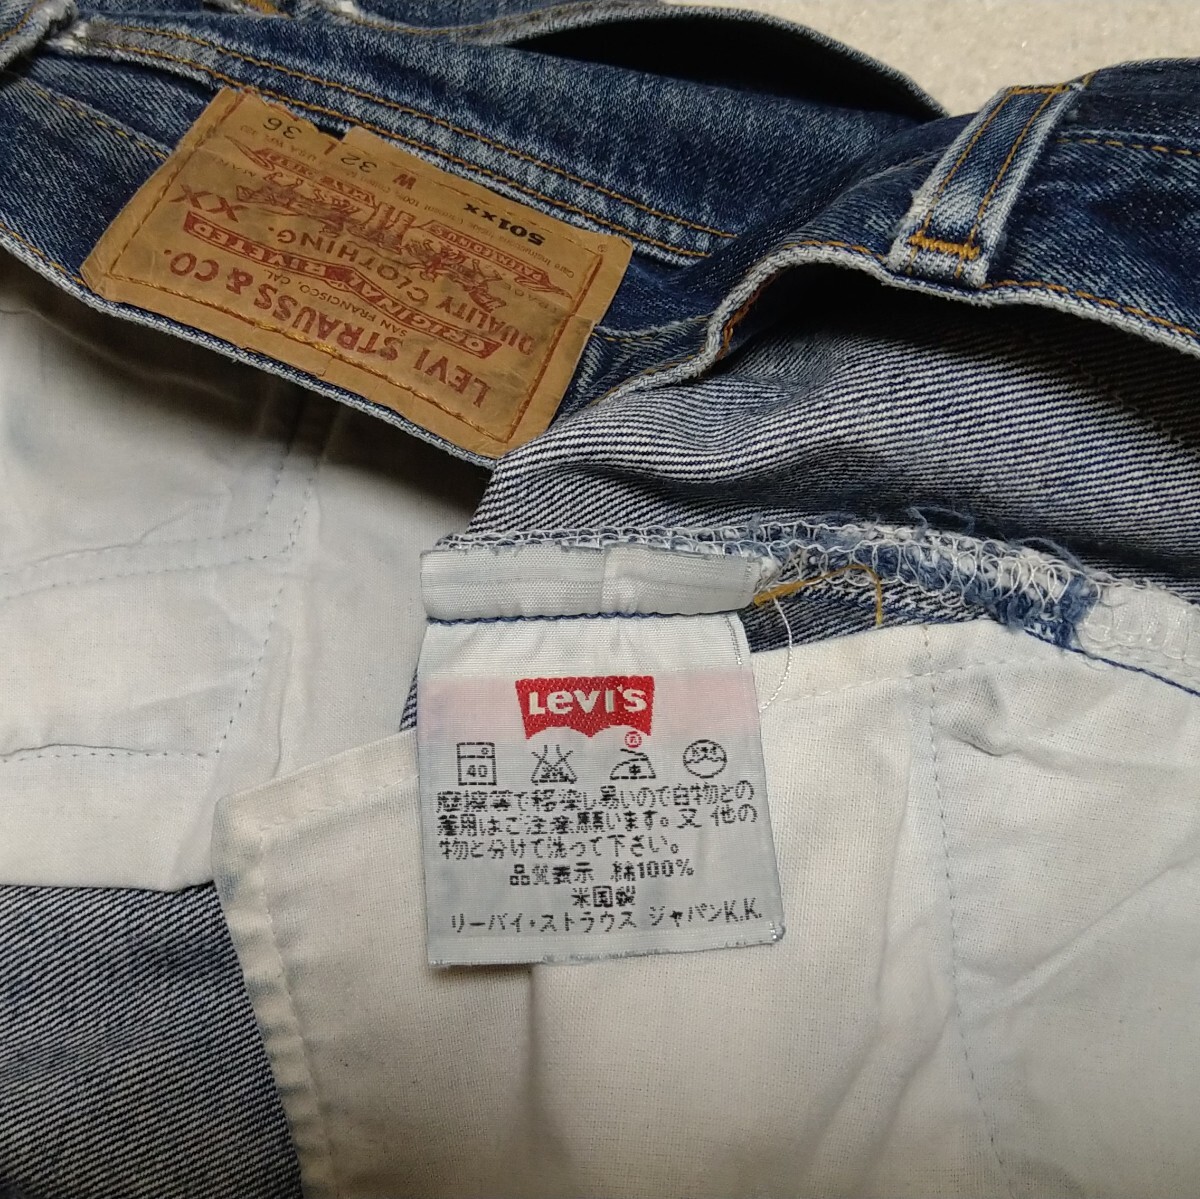 501XX
W 32 L 36
XX
ORIGINAL RIVETED
QUALITY CLOTHING.
SAN FRANCISCO, CAL
LEVI STRAUSS & CO.
Levi's
40
摩擦等で移染し易いので白物との
着用はご注意願います。又 他の
物と分けて洗って下さい。
品質表示 綿100%
米国製
リーバイ・ストラウス ジャパンK.K.